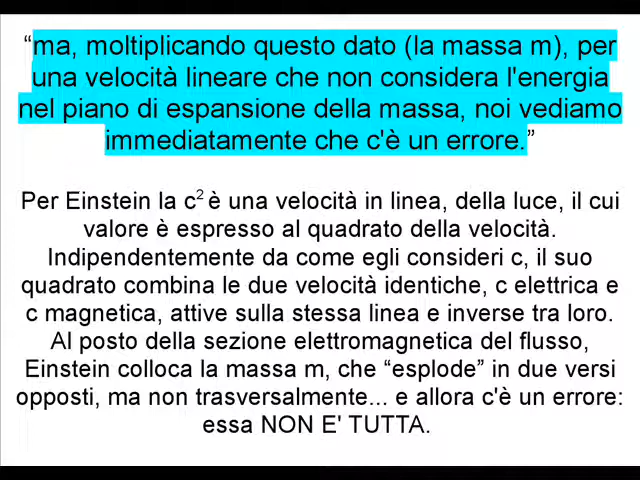 “ma, moltiplicando questo dato (la massa m), per
una velocità lineare che non considera l'energia
nel piano di espansione della massa, noi vediamo
immediatamente che c'è un errore.”
Per Einstein la c² è una velocità in linea, della luce, il cui
valore è espresso al quadrato della velocità.
Indipendentemente da come egli consideri c, il suo
quadrato combina le due velocità identiche, c elettrica e
c magnetica, attive sulla stessa linea e inverse tra loro.
Al posto della sezione elettromagnetica del flusso,
Einstein colloca la massa m, che “esplode” in due versi
opposti, ma non trasversalmente... e allora c'è un errore:
essa NON E' TUTTA.